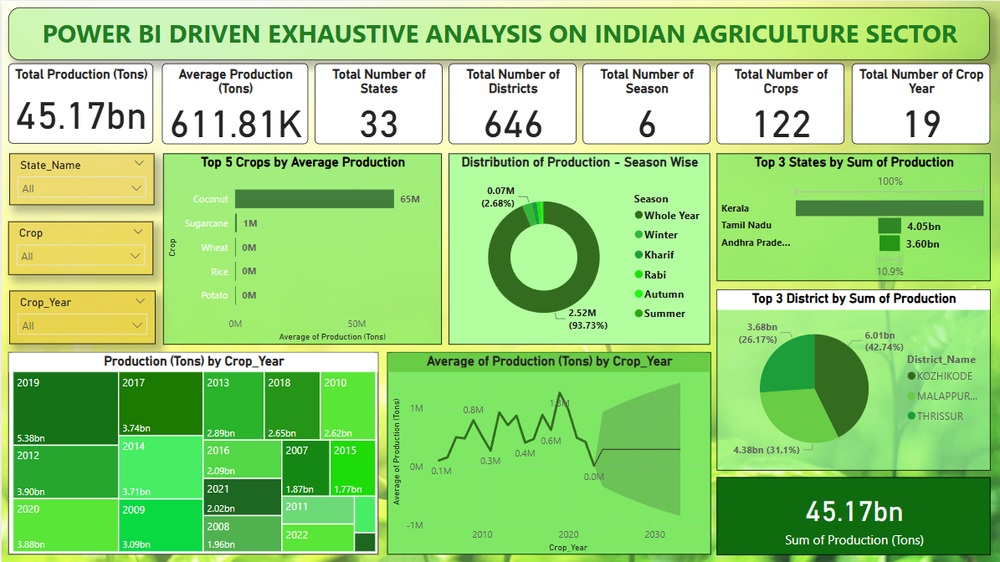 POWER BI DRIVEN EXHAUSTIVE ANALYSIS ON INDIAN AGRICULTURE SECTOR
Total Production (Tons)
45.17bn
Average Production
(Tons)
611.81K
Total Number of
States
33
Total Number of
Districts
646
Total Number of
Season
6
Total Number of
Crops
122
Total Number of Crop
Year
19
State_Name
All
Crop
All
Crop_Year
All
Top 5 Crops by Average Production
Crop
Coconut
65M
Sugarcane
1M
Wheat
0M
Rice
0M
Potato
0M
0M
50M
Average of Production (Tons)
Distribution of Production - Season Wise
0.07M
(2.68%)
2.52M
(93.73%)
Season
Whole Year
Winter
Kharif
Rabi
Autumn
Summer
Top 3 States by Sum of Production
100%
Kerala
Tamil Nadu
4.05bn
Andhra Prade...
3.60bn
10.9%
Top 3 District by Sum of Production
3.68bn
(26.17%)
6.01bn
(42.74%)
4.38bn (31.1%)
District_Name
KOZHIKODE
MALAPPUR...
THRISSUR
Production (Tons) by Crop_Year
2019
5.38bn
2012
3.90bn
2020
3.88bn
2017
3.74bn
2014
3.71bn
2009
3.09bn
2013
2.89bn
2018
2.65bn
2010
2.62bn
2016
2.09bn
2021
2.02bn
2008
1.96bn
2007
1.87bn
2015
1.77bn
2011
2022
Average of Production (Tons) by Crop_Year
Average of Production (Tons)
1M
0M
-1M
0.1M
0.8M
0.3M
0.4M
0.6M
1.3M
0.0M
2010
2020
2030
Crop_Year
45.17bn
Sum of Production (Tons)